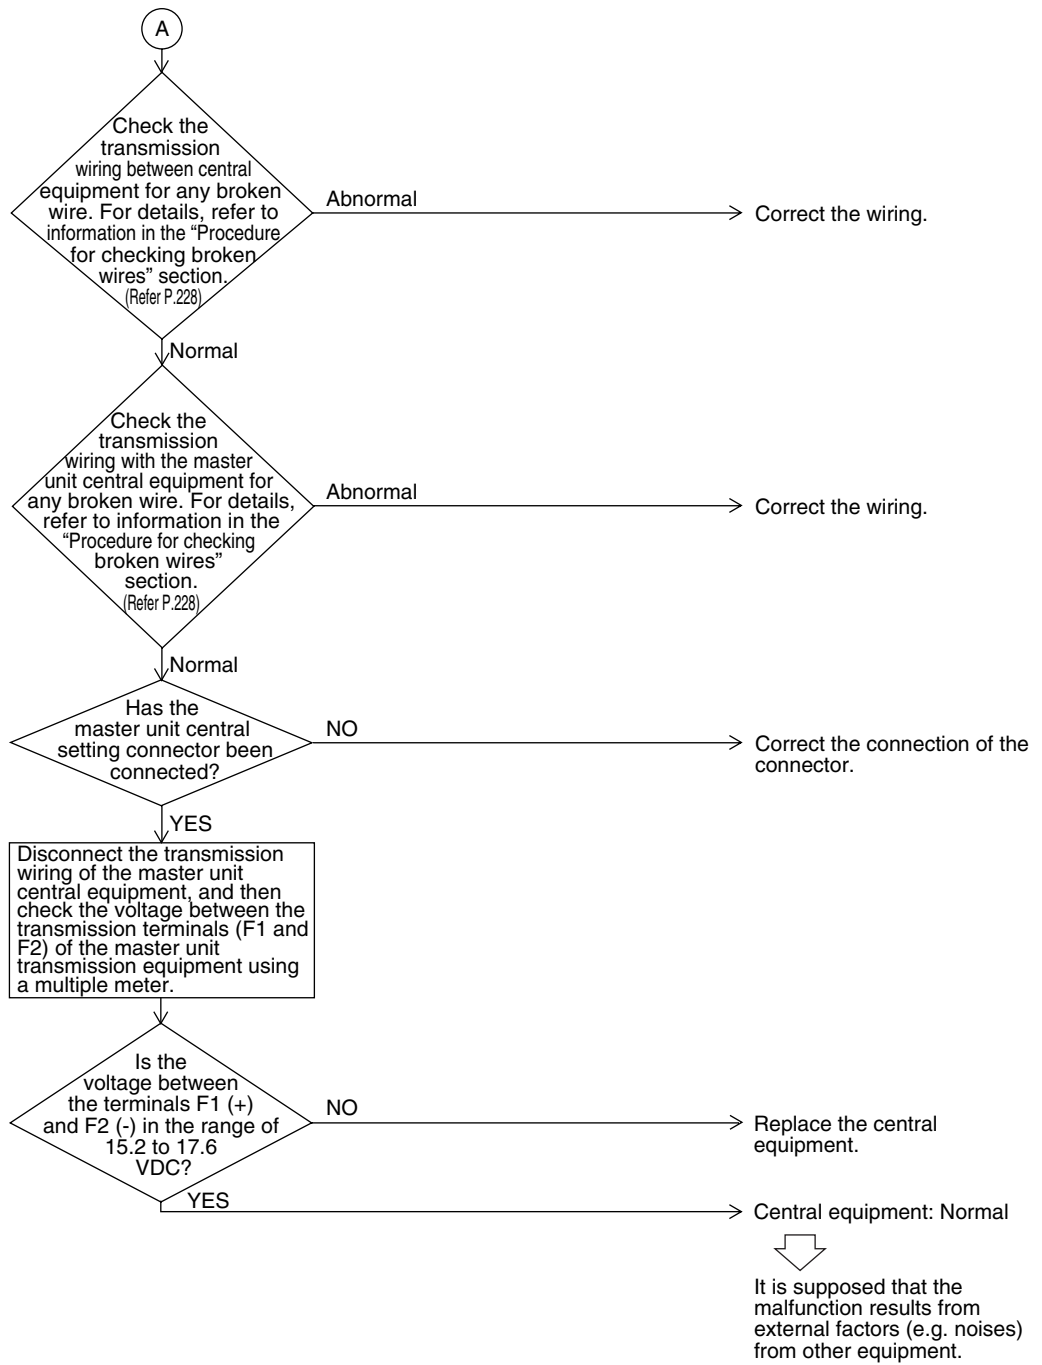 A
Check the
transmission
wiring between central
equipment for any broken
wire. For details, refer to
information in the “Procedure
for checking broken
wires” section.
(Refer P.228)
Abnormal
Correct the wiring.
Normal
Check the
transmission
wiring with the master
unit central equipment for
any broken wire. For details,
refer to information in the
“Procedure for checking
broken wires”
section.
(Refer P.228)
Abnormal
Correct the wiring.
Normal
Has the
master unit central
setting connector been
connected?
NO
Correct the connection of the
connector.
YES
Disconnect the transmission
wiring of the master unit
central equipment, and then
check the voltage between the
transmission terminals (F1 and
F2) of the master unit
transmission equipment using
a multiple meter.
Is the
voltage between
the terminals F1 (+)
and F2 (-) in the range of
15.2 to 17.6
VDC?
NO
Replace the central
equipment.
YES
Central equipment: Normal
It is supposed that the
malfunction results from
external factors (e.g. noises)
from other equipment.